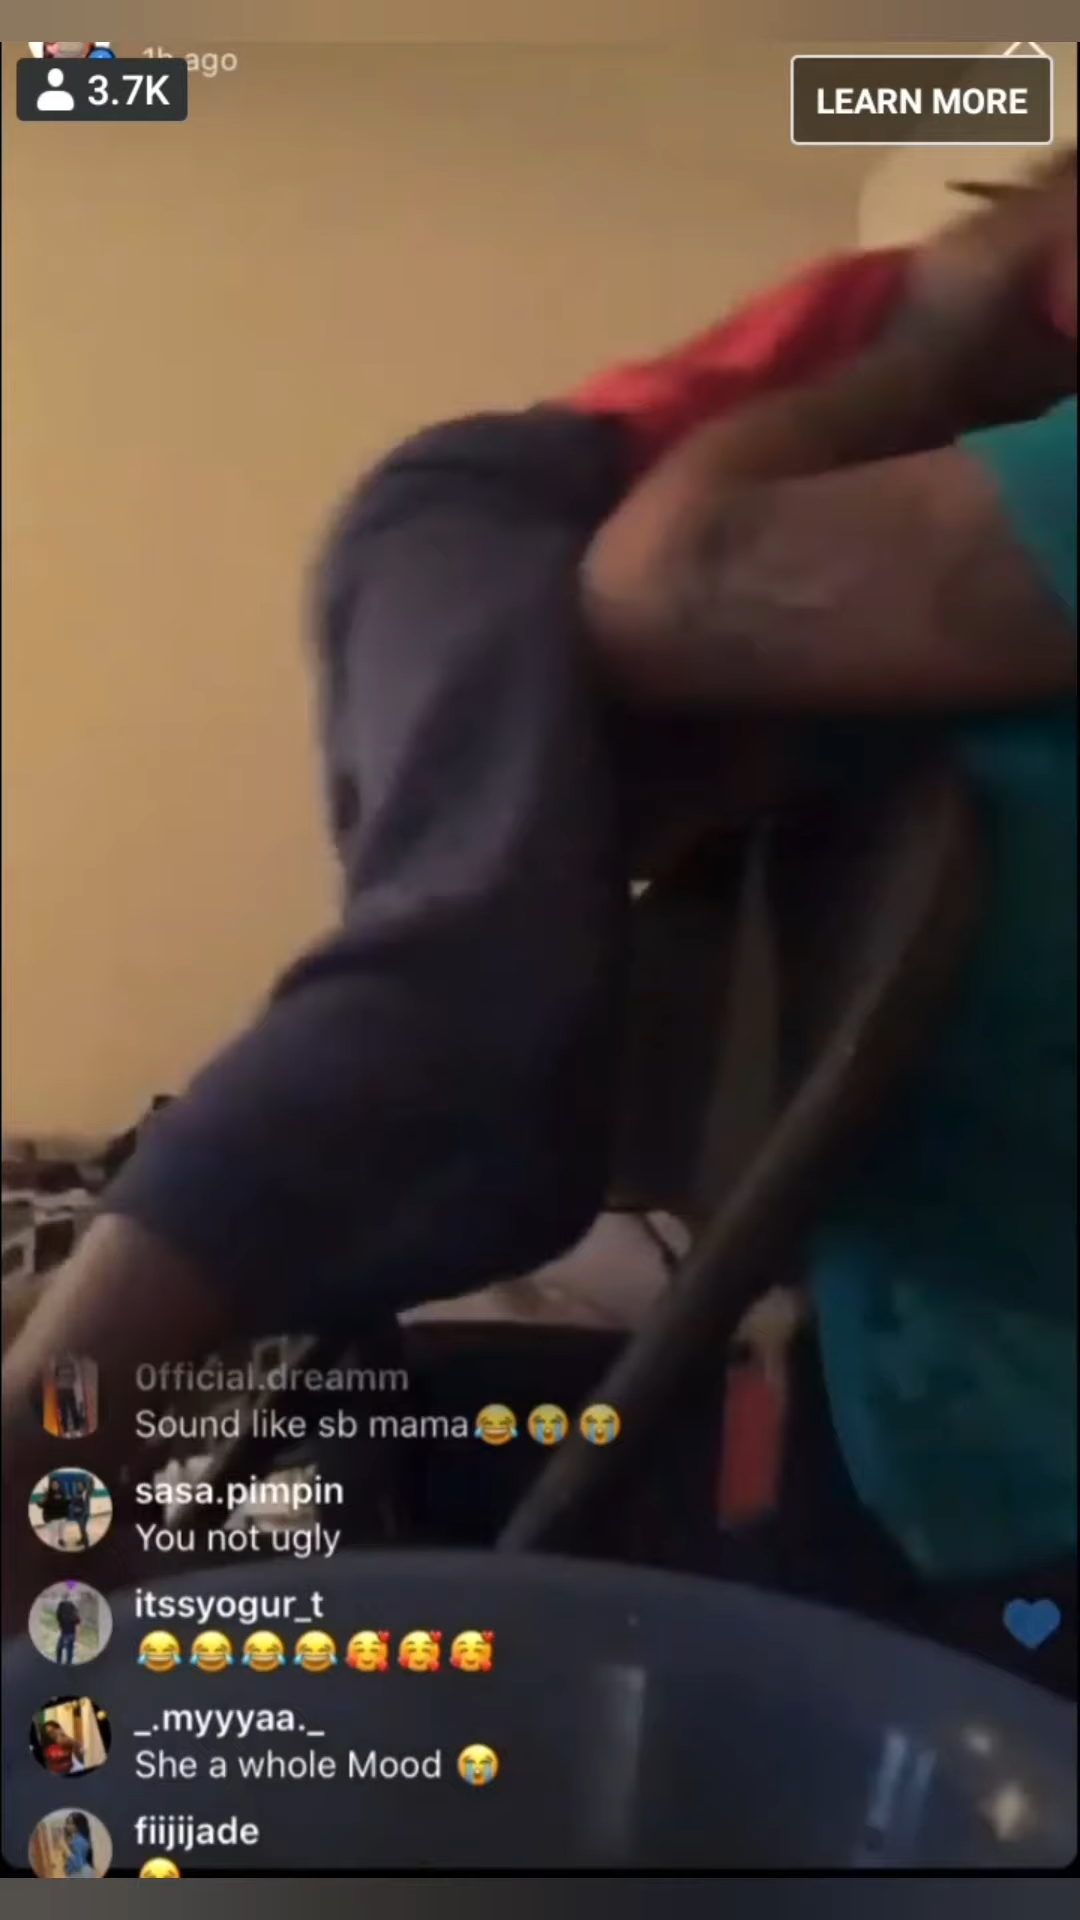 1h ago
3.7K
LEARN MORE
Official.dreamm
Sound like sb mama😂😭😭
sasa.pimpin
You not ugly
itssyogur_t
😂😂😂😂🥰🥰🥰
_.myyyaa._
She a whole Mood 😭
fiijijade